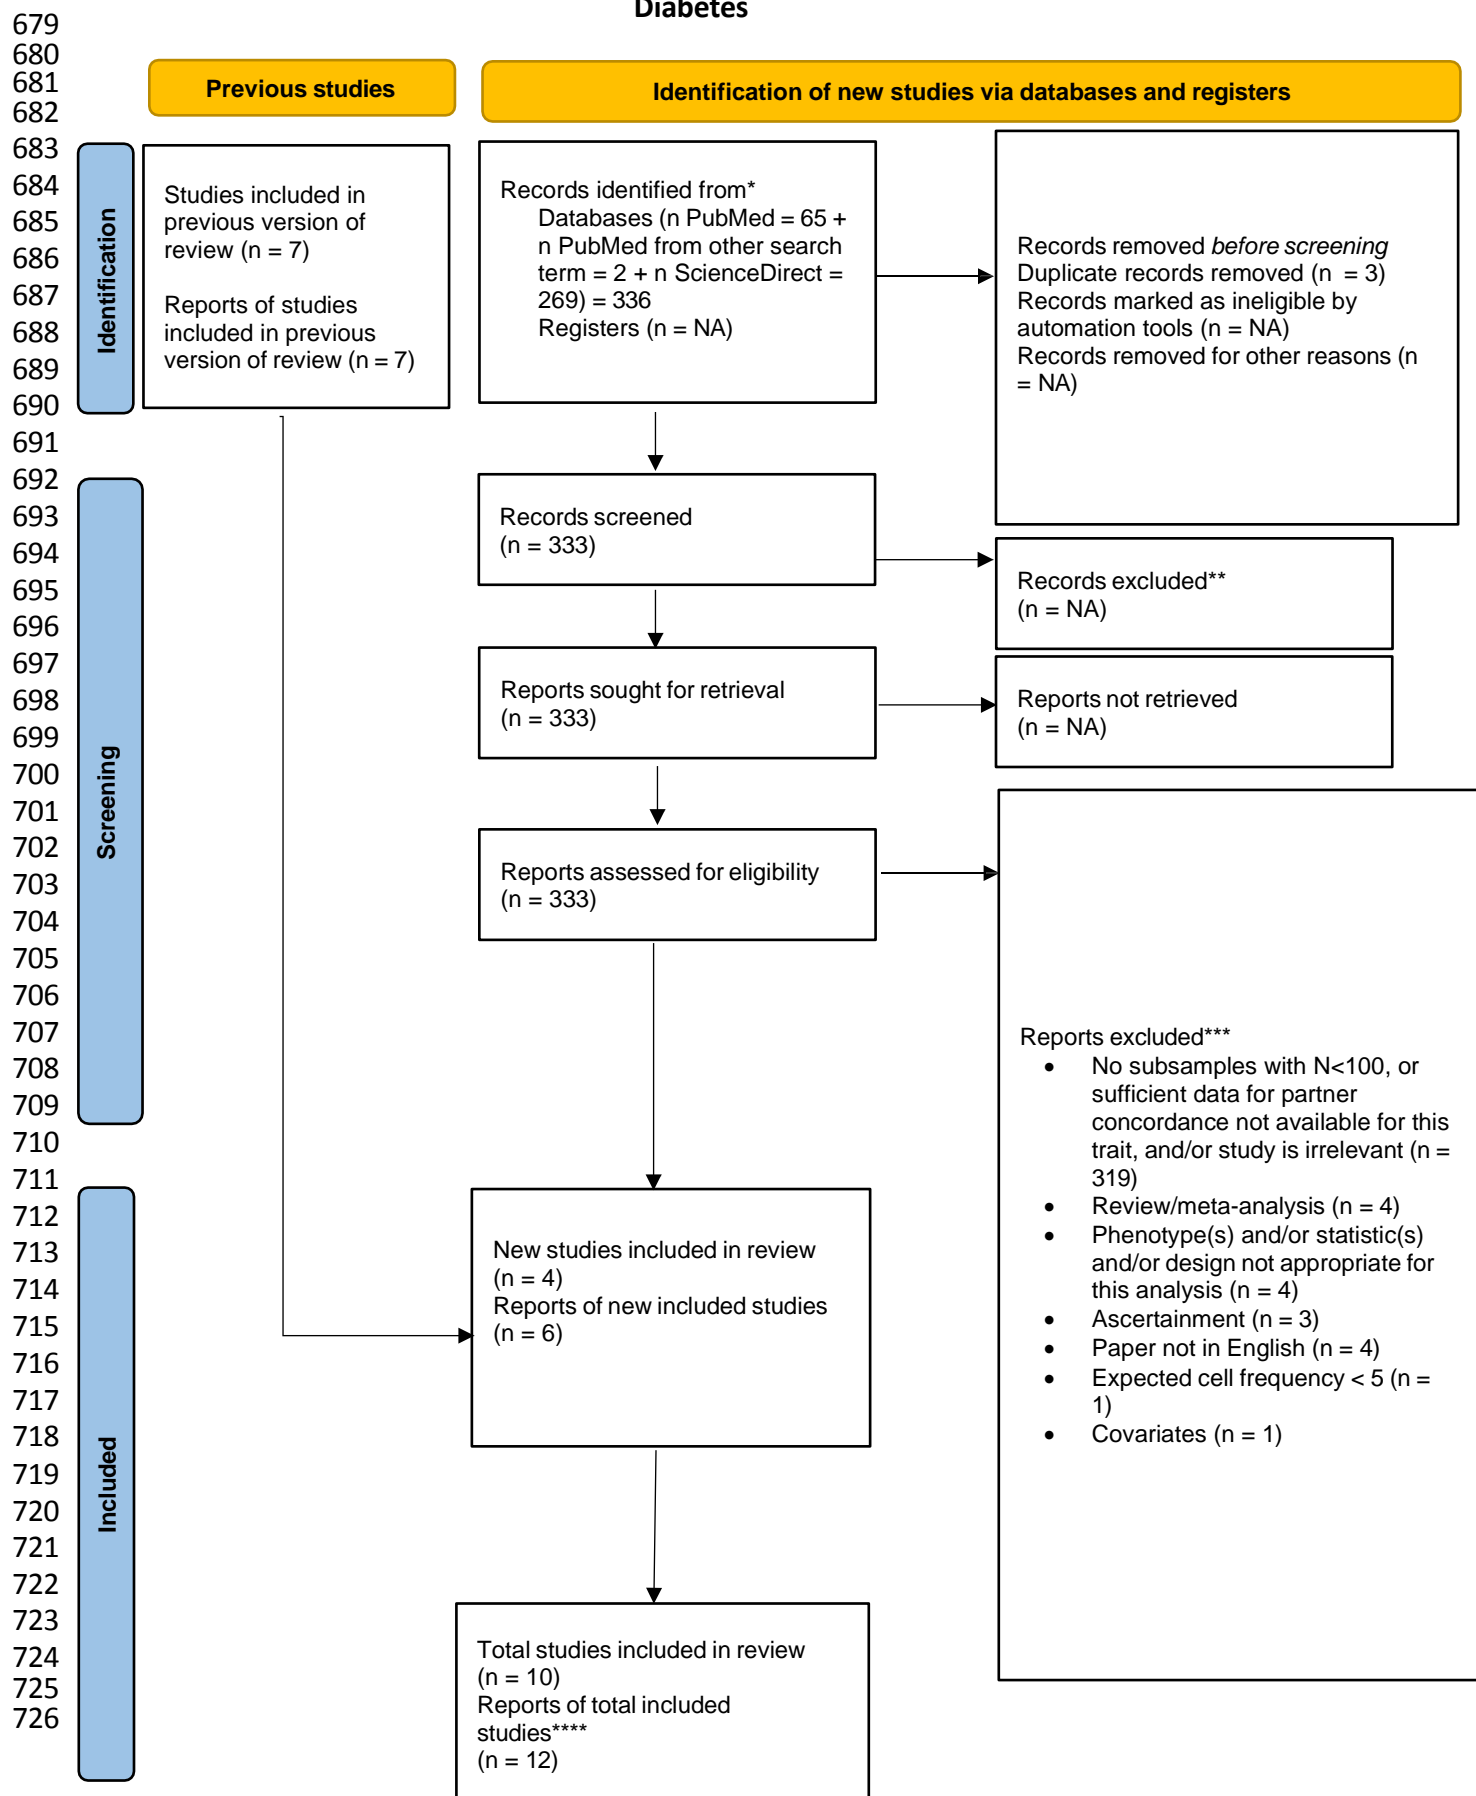 Diabetes
679
680
681
682
683
684
685
686
687
688
689
690
691
692
693
694
695
696
697
698
699
700
701
702
703
704
705
706
707
708
709
710
711
712
713
714
715
716
717
718
719
720
721
722
723
724
725
726
Previous studies
Identification of new studies via databases and registers
Identification
Studies included in
previous version of
review (n = 7)
Reports of studies
included in previous
version of review (n = 7)
Records identified from*
Databases (n PubMed = 65 +
n PubMed from other search
term = 2 + n ScienceDirect =
269) = 336
Registers (n = NA)
Records removed before screening
Duplicate records removed (n = 3)
Records marked as ineligible by
automation tools (n = NA)
Records removed for other reasons (n
= NA)
Screening
Records screened
(n = 333)
Records excluded**
(n = NA)
Reports sought for retrieval
(n = 333)
Reports not retrieved
(n = NA)
Reports assessed for eligibility
(n = 333)
Reports excluded***
• No subsamples with N<100, or
sufficient data for partner
concordance not available for this
trait, and/or study is irrelevant (n =
319)
• Review/meta-analysis (n = 4)
• Phenotype(s) and/or statistic(s)
and/or design not appropriate for
this analysis (n = 4)
• Ascertainment (n = 3)
• Paper not in English (n = 4)
• Expected cell frequency < 5 (n =
1)
• Covariates (n = 1)
Included
New studies included in review
(n = 4)
Reports of new included studies
(n = 6)
Total studies included in review
(n = 10)
Reports of total included
studies****
(n = 12)